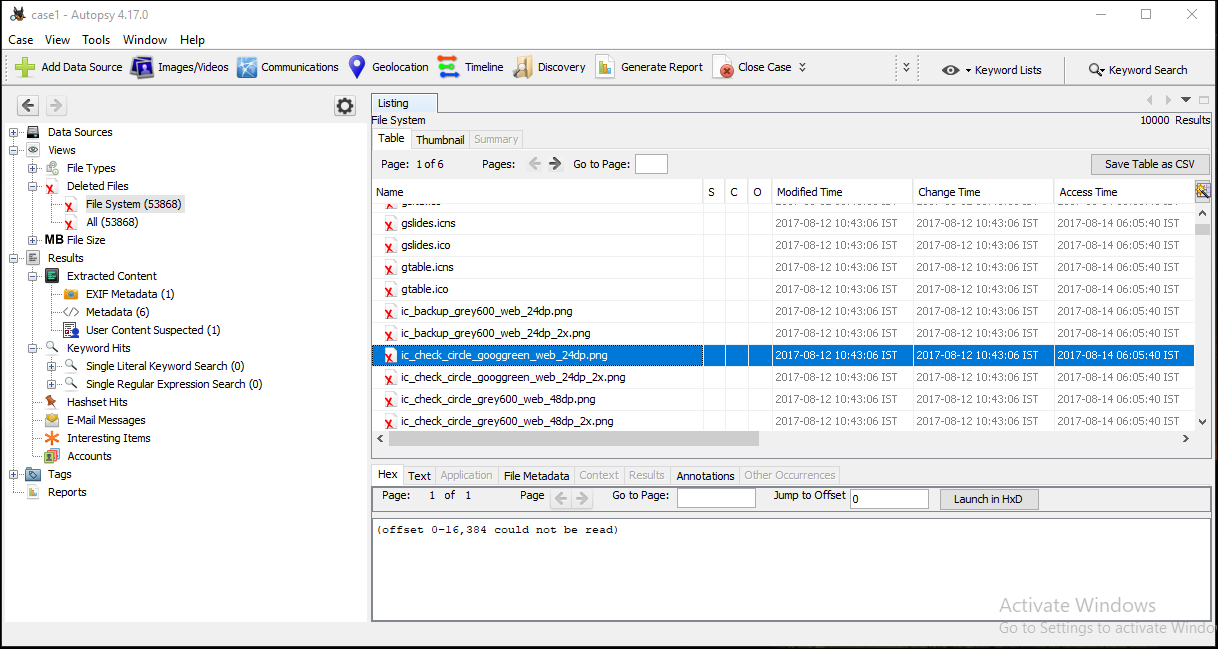 case1 - Autopsy 4.17.0
Case View Tools Window Help
Add Data Source Images/Videos Communications Geolocation Timeline Discovery Generate Report Close Case Keyword Lists Keyword Search
Data Sources
Views
File Types
Deleted Files
File System (53868)
All (53868)
MB File Size
Results
Extracted Content
EXIF Metadata (1)
Metadata (6)
User Content Suspected (1)
Keyword Hits
Single Literal Keyword Search (0)
Single Regular Expression Search (0)
Hashset Hits
E-Mail Messages
Interesting Items
Accounts
Tags
Reports
Listing
File System 10000 Results
Table Thumbnail Summary
Page: 1 of 6 Pages: Go to Page: Save Table as CSV
Name S C O Modified Time Change Time Access Time
gslides.icns 2017-08-12 10:43:06 IST 2017-08-12 10:43:06 IST 2017-08-14 06:05:40 IST
gslides.ico 2017-08-12 10:43:06 IST 2017-08-12 10:43:06 IST 2017-08-14 06:05:40 IST
gtable.icns 2017-08-12 10:43:06 IST 2017-08-12 10:43:06 IST 2017-08-14 06:05:40 IST
gtable.ico 2017-08-12 10:43:06 IST 2017-08-12 10:43:06 IST 2017-08-14 06:05:40 IST
ic_backup_grey600_web_24dp.png 2017-08-12 10:43:06 IST 2017-08-12 10:43:06 IST 2017-08-14 06:05:40 IST
ic_backup_grey600_web_24dp_2x.png 2017-08-12 10:43:06 IST 2017-08-12 10:43:06 IST 2017-08-14 06:05:40 IST
ic_check_circle_googgreen_web_24dp.png 2017-08-12 10:43:06 IST 2017-08-12 10:43:06 IST 2017-08-14 06:05:40 IST
ic_check_circle_googgreen_web_24dp_2x.png 2017-08-12 10:43:06 IST 2017-08-12 10:43:06 IST 2017-08-14 06:05:40 IST
ic_check_circle_grey600_web_48dp.png 2017-08-12 10:43:06 IST 2017-08-12 10:43:06 IST 2017-08-14 06:05:40 IST
ic_check_circle_grey600_web_48dp_2x.png 2017-08-12 10:43:06 IST 2017-08-12 10:43:06 IST 2017-08-14 06:05:40 IST
Hex Text Application File Metadata Context Results Annotations Other Occurrences
Page: 1 of 1 Page Go to Page: Jump to Offset 0 Launch in HxD
(offset 0-16,384 could not be read)
Activate Windows
Go to Settings to activate Windo